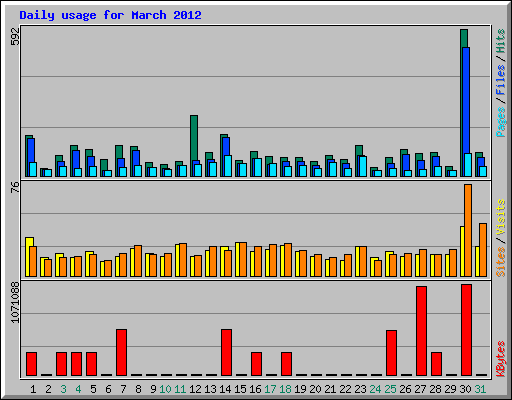 Daily usage for March 2012
592
Pages / Files / Hits
76
Sites / Visits
1071088
KBytes
1 2 3 4 5 6 7 8 9 10 11 12 13 14 15 16 17 18 19 20 21 22 23 24 25 26 27 28 29 30 31